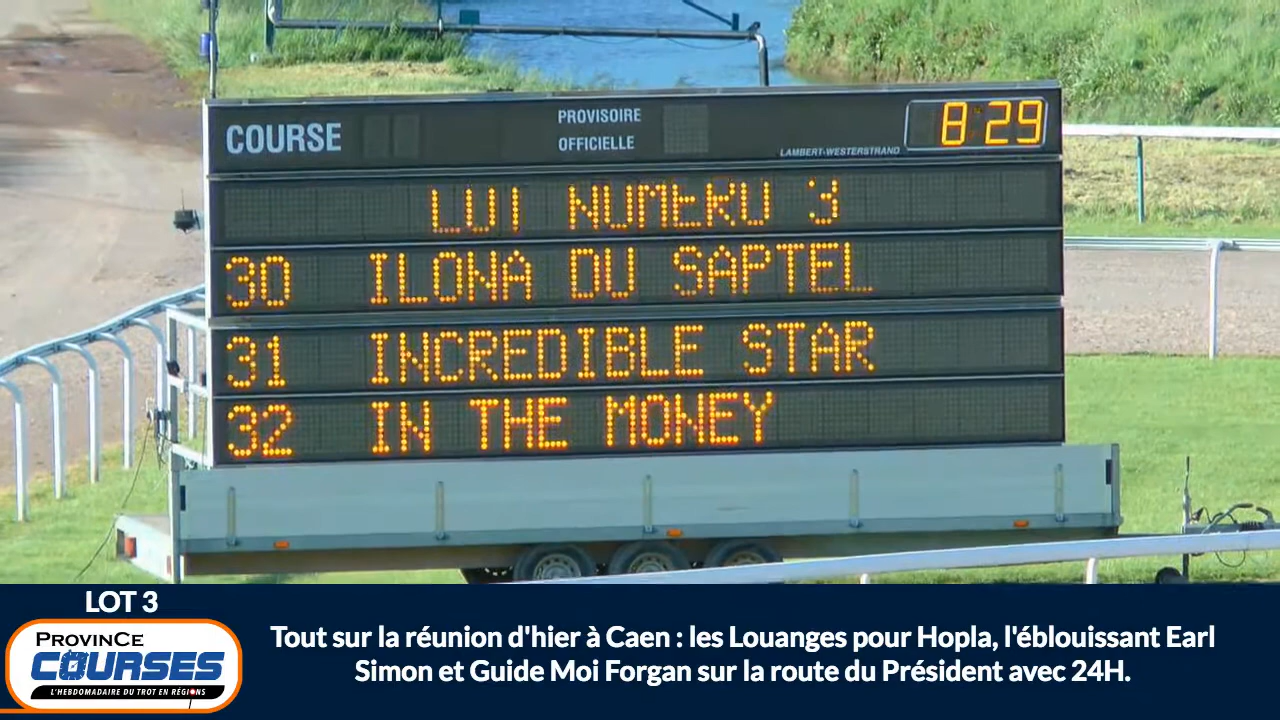 COURSE
PROVISOIRE
OFFICIELLE
LAMBERT-WESTERSTRAND
8:29
LOT NUMERO 3
30 ILONA DU SAPTEL
31 INCREDIBLE STAR
32 IN THE MONEY
LOT 3
PROVINCE
COURSES
L'HEBDOMADAIRE DU TROT EN RÉGIONS
Tout sur la réunion d'hier à Caen : les Louanges pour Hopla, l'éblouissant Earl
Simon et Guide Moi Forgan sur la route du Président avec 24H.